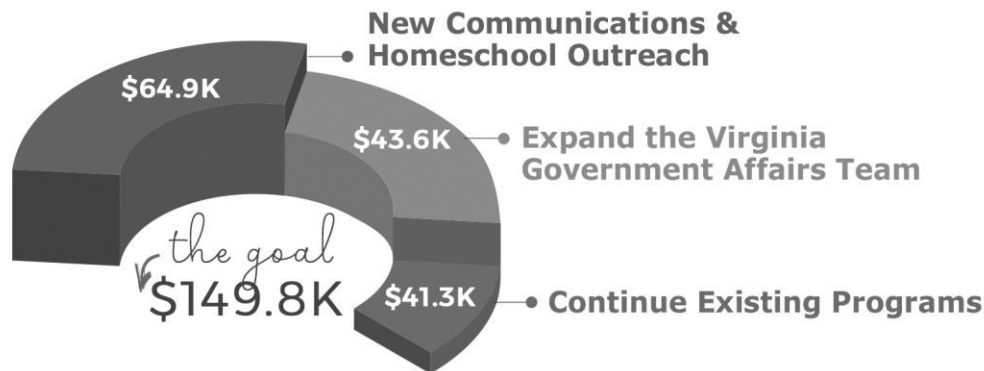 New Communications &
Homeschool Outreach
$64.9K
$43.6K
Expand the Virginia
Government Affairs Team
the goal
$149.8K
$41.3K
Continue Existing Programs